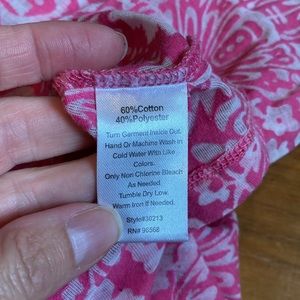 60%Cotton
40%Polyester
Turn Garment Inside Out.
Hand Or Machine Wash in
Cold Water With Like
Colors.
Only Non Chlorine Bleach
As Needed.
Tumble Dry Low.
Warm Iron If Needed.
Style#30213
RN# 90568